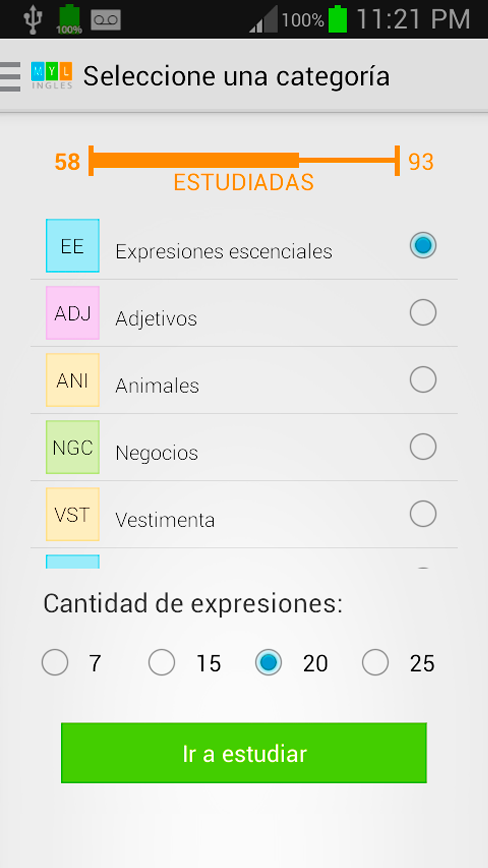 100%
100%
11:21 PM
MYL
INGLES
Seleccione una categoría
58
93
ESTUDIADAS
EE
Expresiones escenciales
ADJ
Adjetivos
ANI
Animales
NGC
Negocios
VST
Vestimenta
Cantidad de expresiones:
7
15
20
25
Ir a estudiar